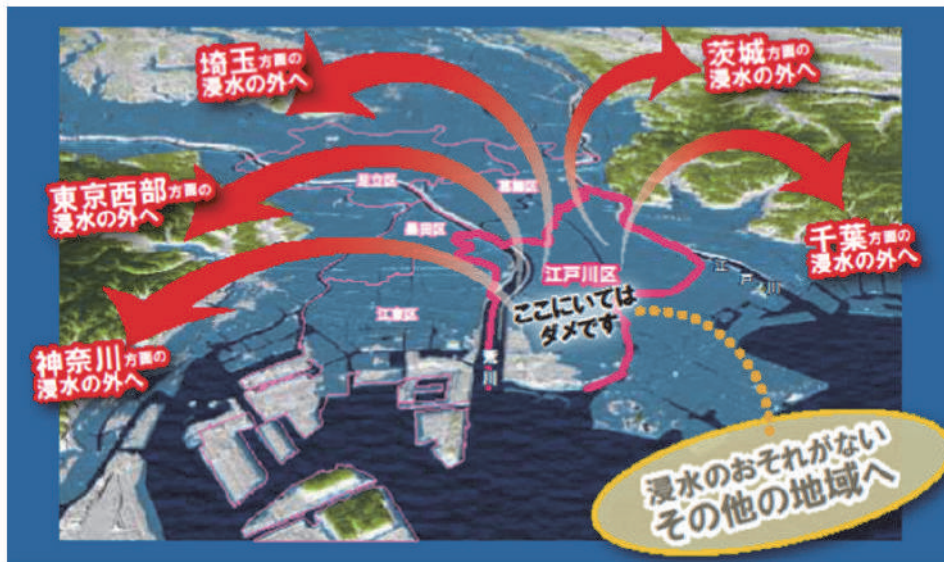 埼玉方面の
浸水の外へ
茨城方面の
浸水の外へ
東京西部方面の
浸水の外へ
足立区
葛飾区
墨田区
千葉方面の
浸水の外へ
江戸川区
江戸川
ここにいては
ダメです
江東区
荒川
神奈川方面の
浸水の外へ
浸水のおそれがない
その他の地域へ